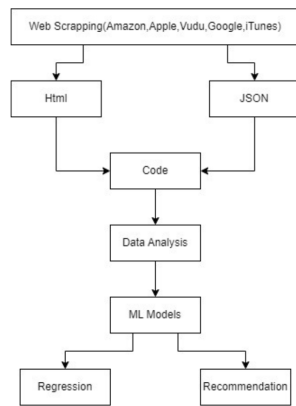 Web Scrapping(Amazon,Apple,Vudu,Google,iTunes)
Html
JSON
Code
Data Analysis
ML Models
Regression
Recommendation